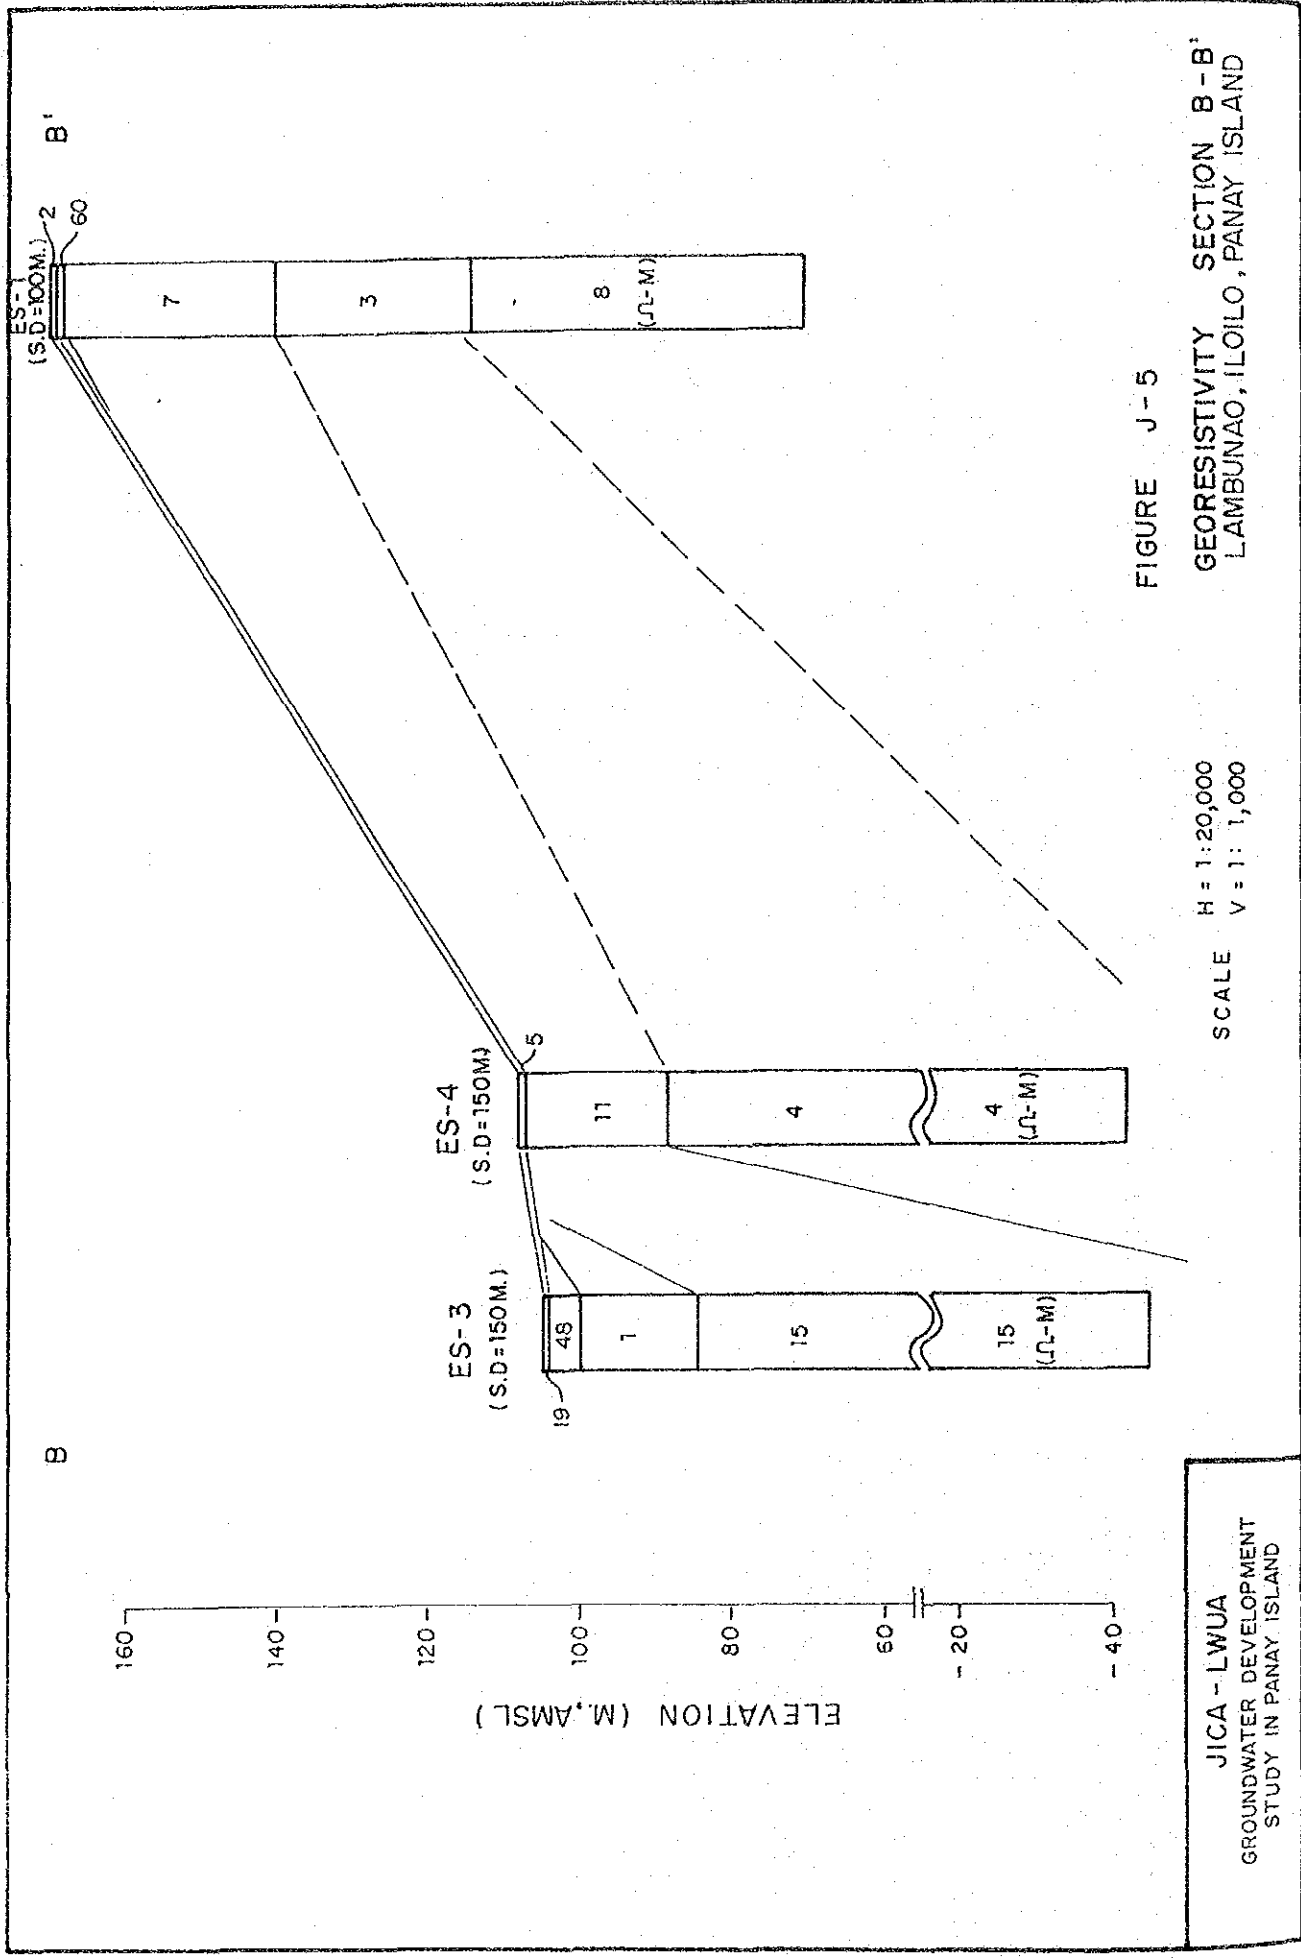 B
B'
ES-1
(S.D=100M.)
2
60
7
3
8
(Ω-M)
ES-4
(S.D=150M.)
5
11
4
4
(Ω-M)
ES-3
(S.D=150M.)
19
48
1
15
15
(Ω-M)
160
140
120
100
80
60
-20
-40
ELEVATION (M.,AMSL)
FIGURE J-5
GEORESISTIVITY SECTION B-B'
LAMBUNAO, ILOILO, PANAY ISLAND
SCALE H = 1:20,000
V = 1: 1,000
JICA - LWUA
GROUNDWATER DEVELOPMENT
STUDY IN PANAY ISLAND